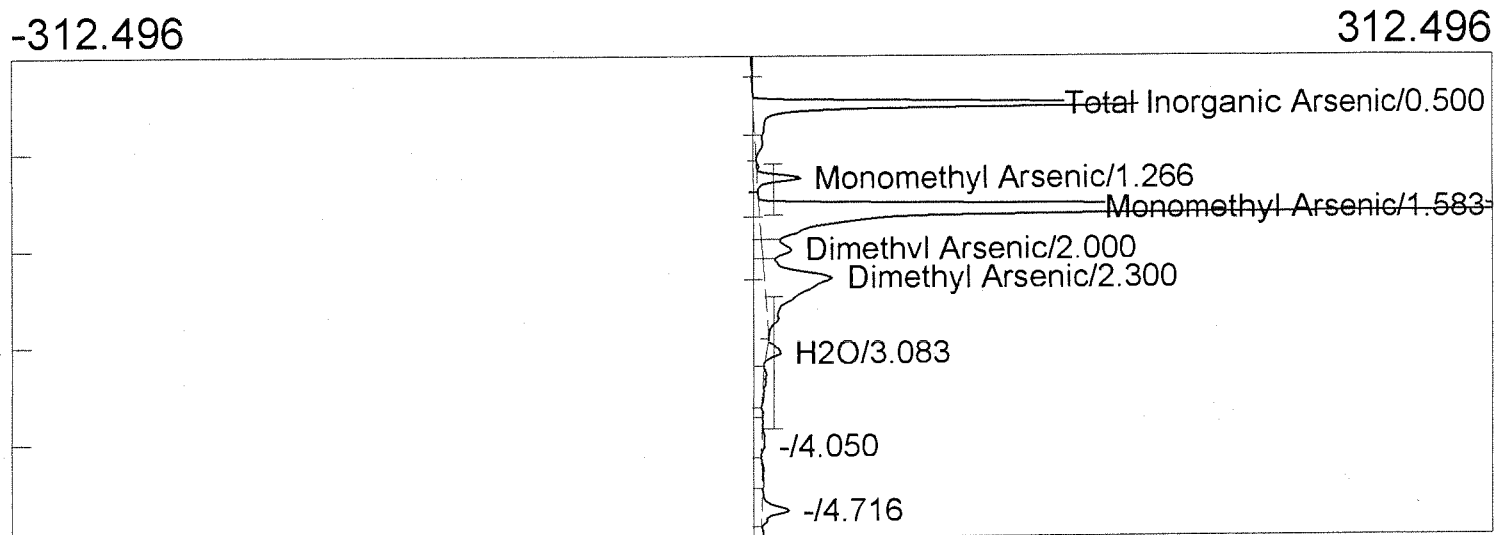 -312.496 312.496
Total Inorganic Arsenic/0.500
Monomethyl Arsenic/1.266
Monomethyl Arsenic/1.583
Dimethyl Arsenic/2.000
Dimethyl Arsenic/2.300
H2O/3.083
-/4.050
-/4.716